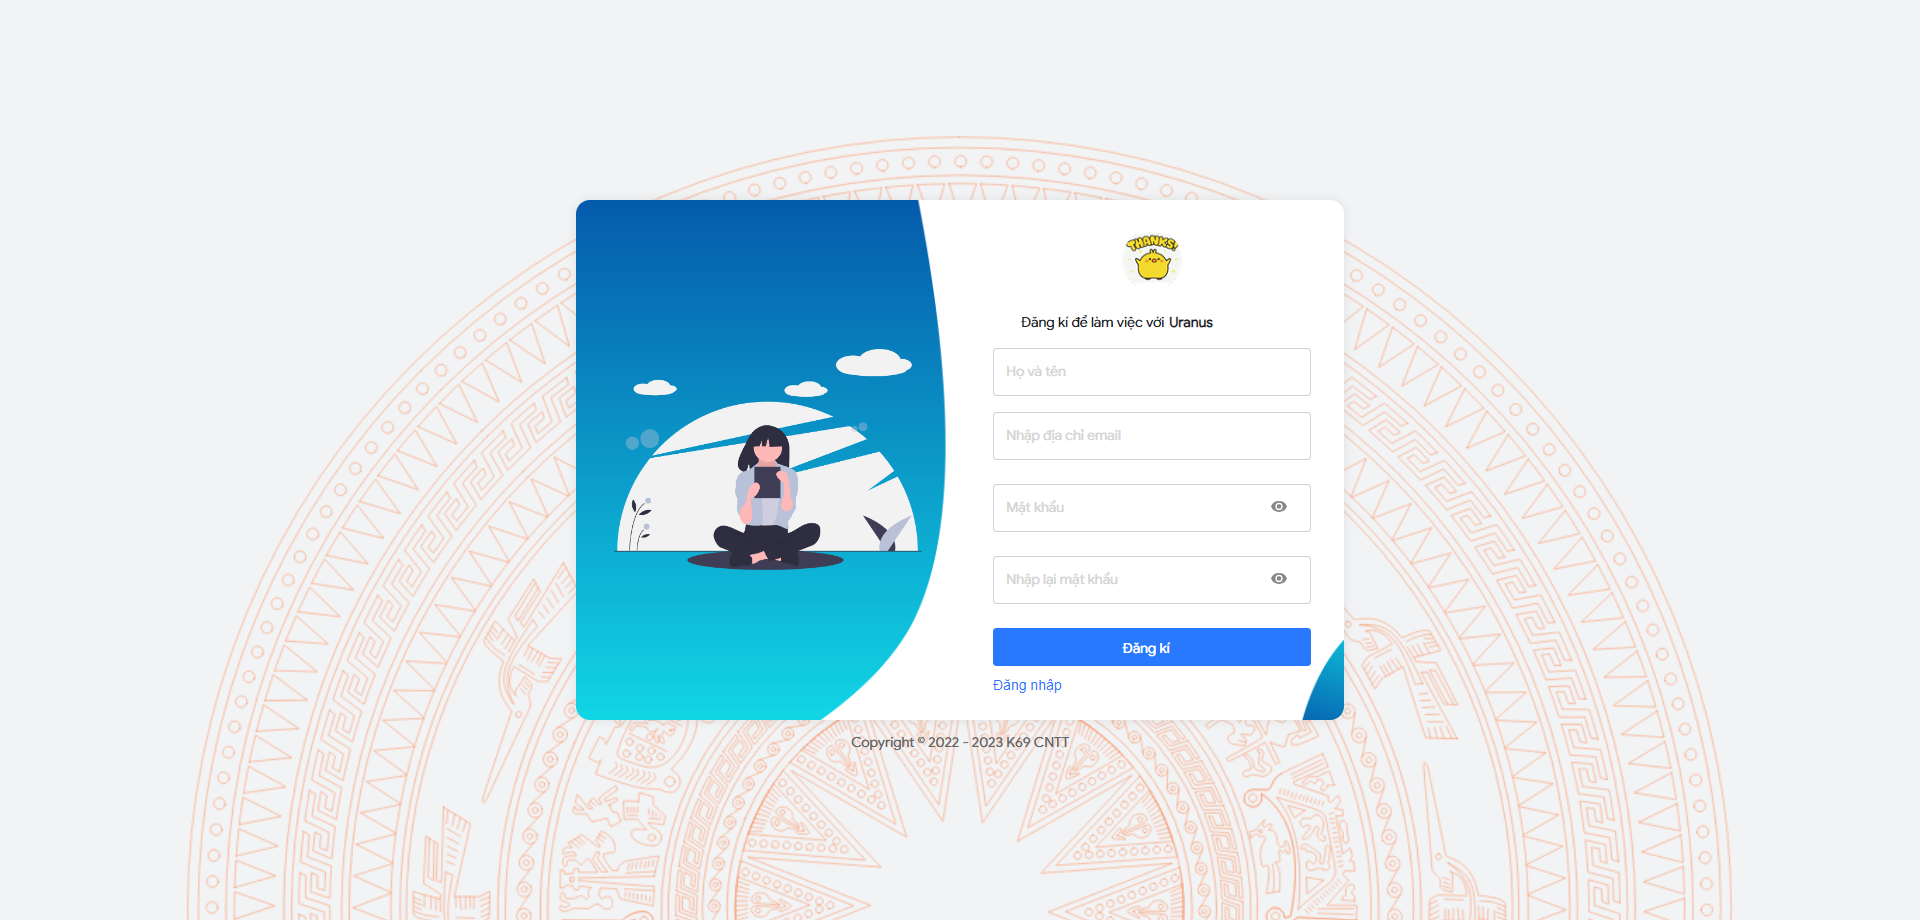 THANKS!
Đăng kí để làm việc với Uranus
Họ và tên
Nhập địa chỉ email
Mật khẩu
Nhập lại mật khẩu
Đăng kí
Đăng nhập
Copyright © 2022 - 2023 K69 CNTT